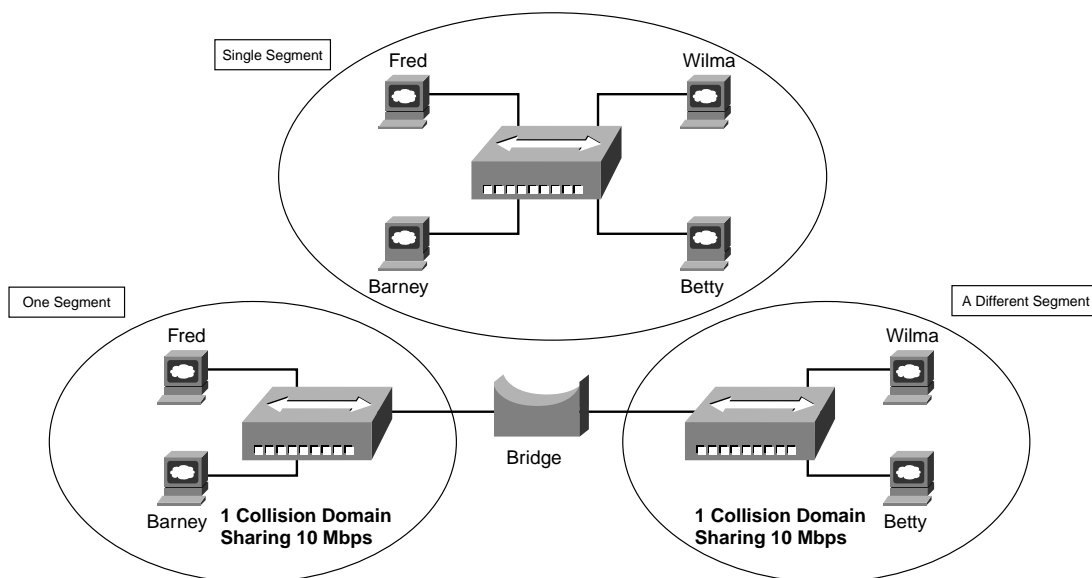 Single Segment
Fred
Wilma
Barney
Betty
One Segment
A Different Segment
Fred
Wilma
Bridge
Barney
1 Collision Domain
Sharing 10 Mbps
1 Collision Domain
Sharing 10 Mbps
Betty